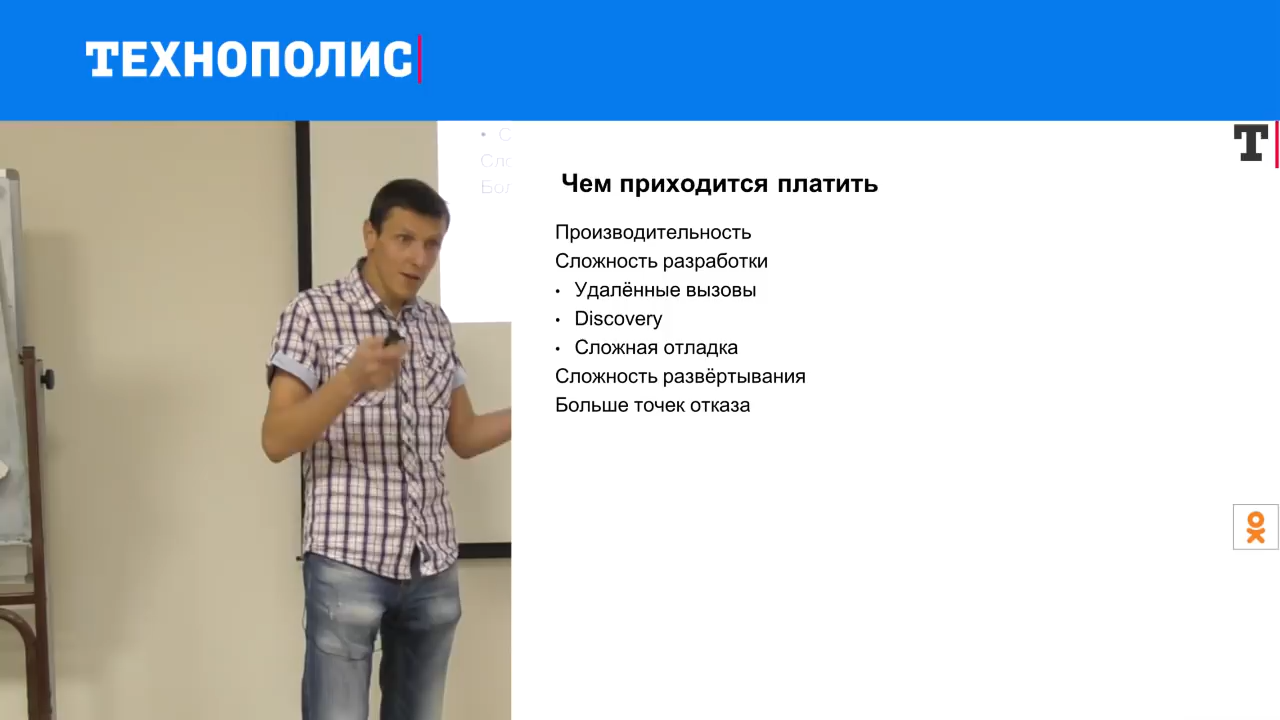 ТЕХНОПОЛИС
Т
Чем приходится платить
Производительность
Сложность разработки
• Удалённые вызовы
• Discovery
• Сложная отладка
Сложность развёртывания
Больше точек отказа